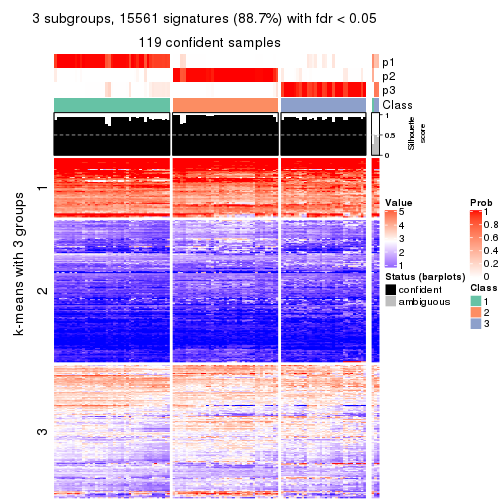 3 subgroups, 15561 signatures (88.7%) with fdr < 0.05
119 confident samples
p1
p2
p3
Class
1
0.5
0
Silhouette
score
k-means with 3 groups
1
2
3
Value
5
4
3
2
1
Status (barplots)
confident
ambiguous
Prob
1
0.8
0.6
0.4
0.2
0
Class
1
2
3